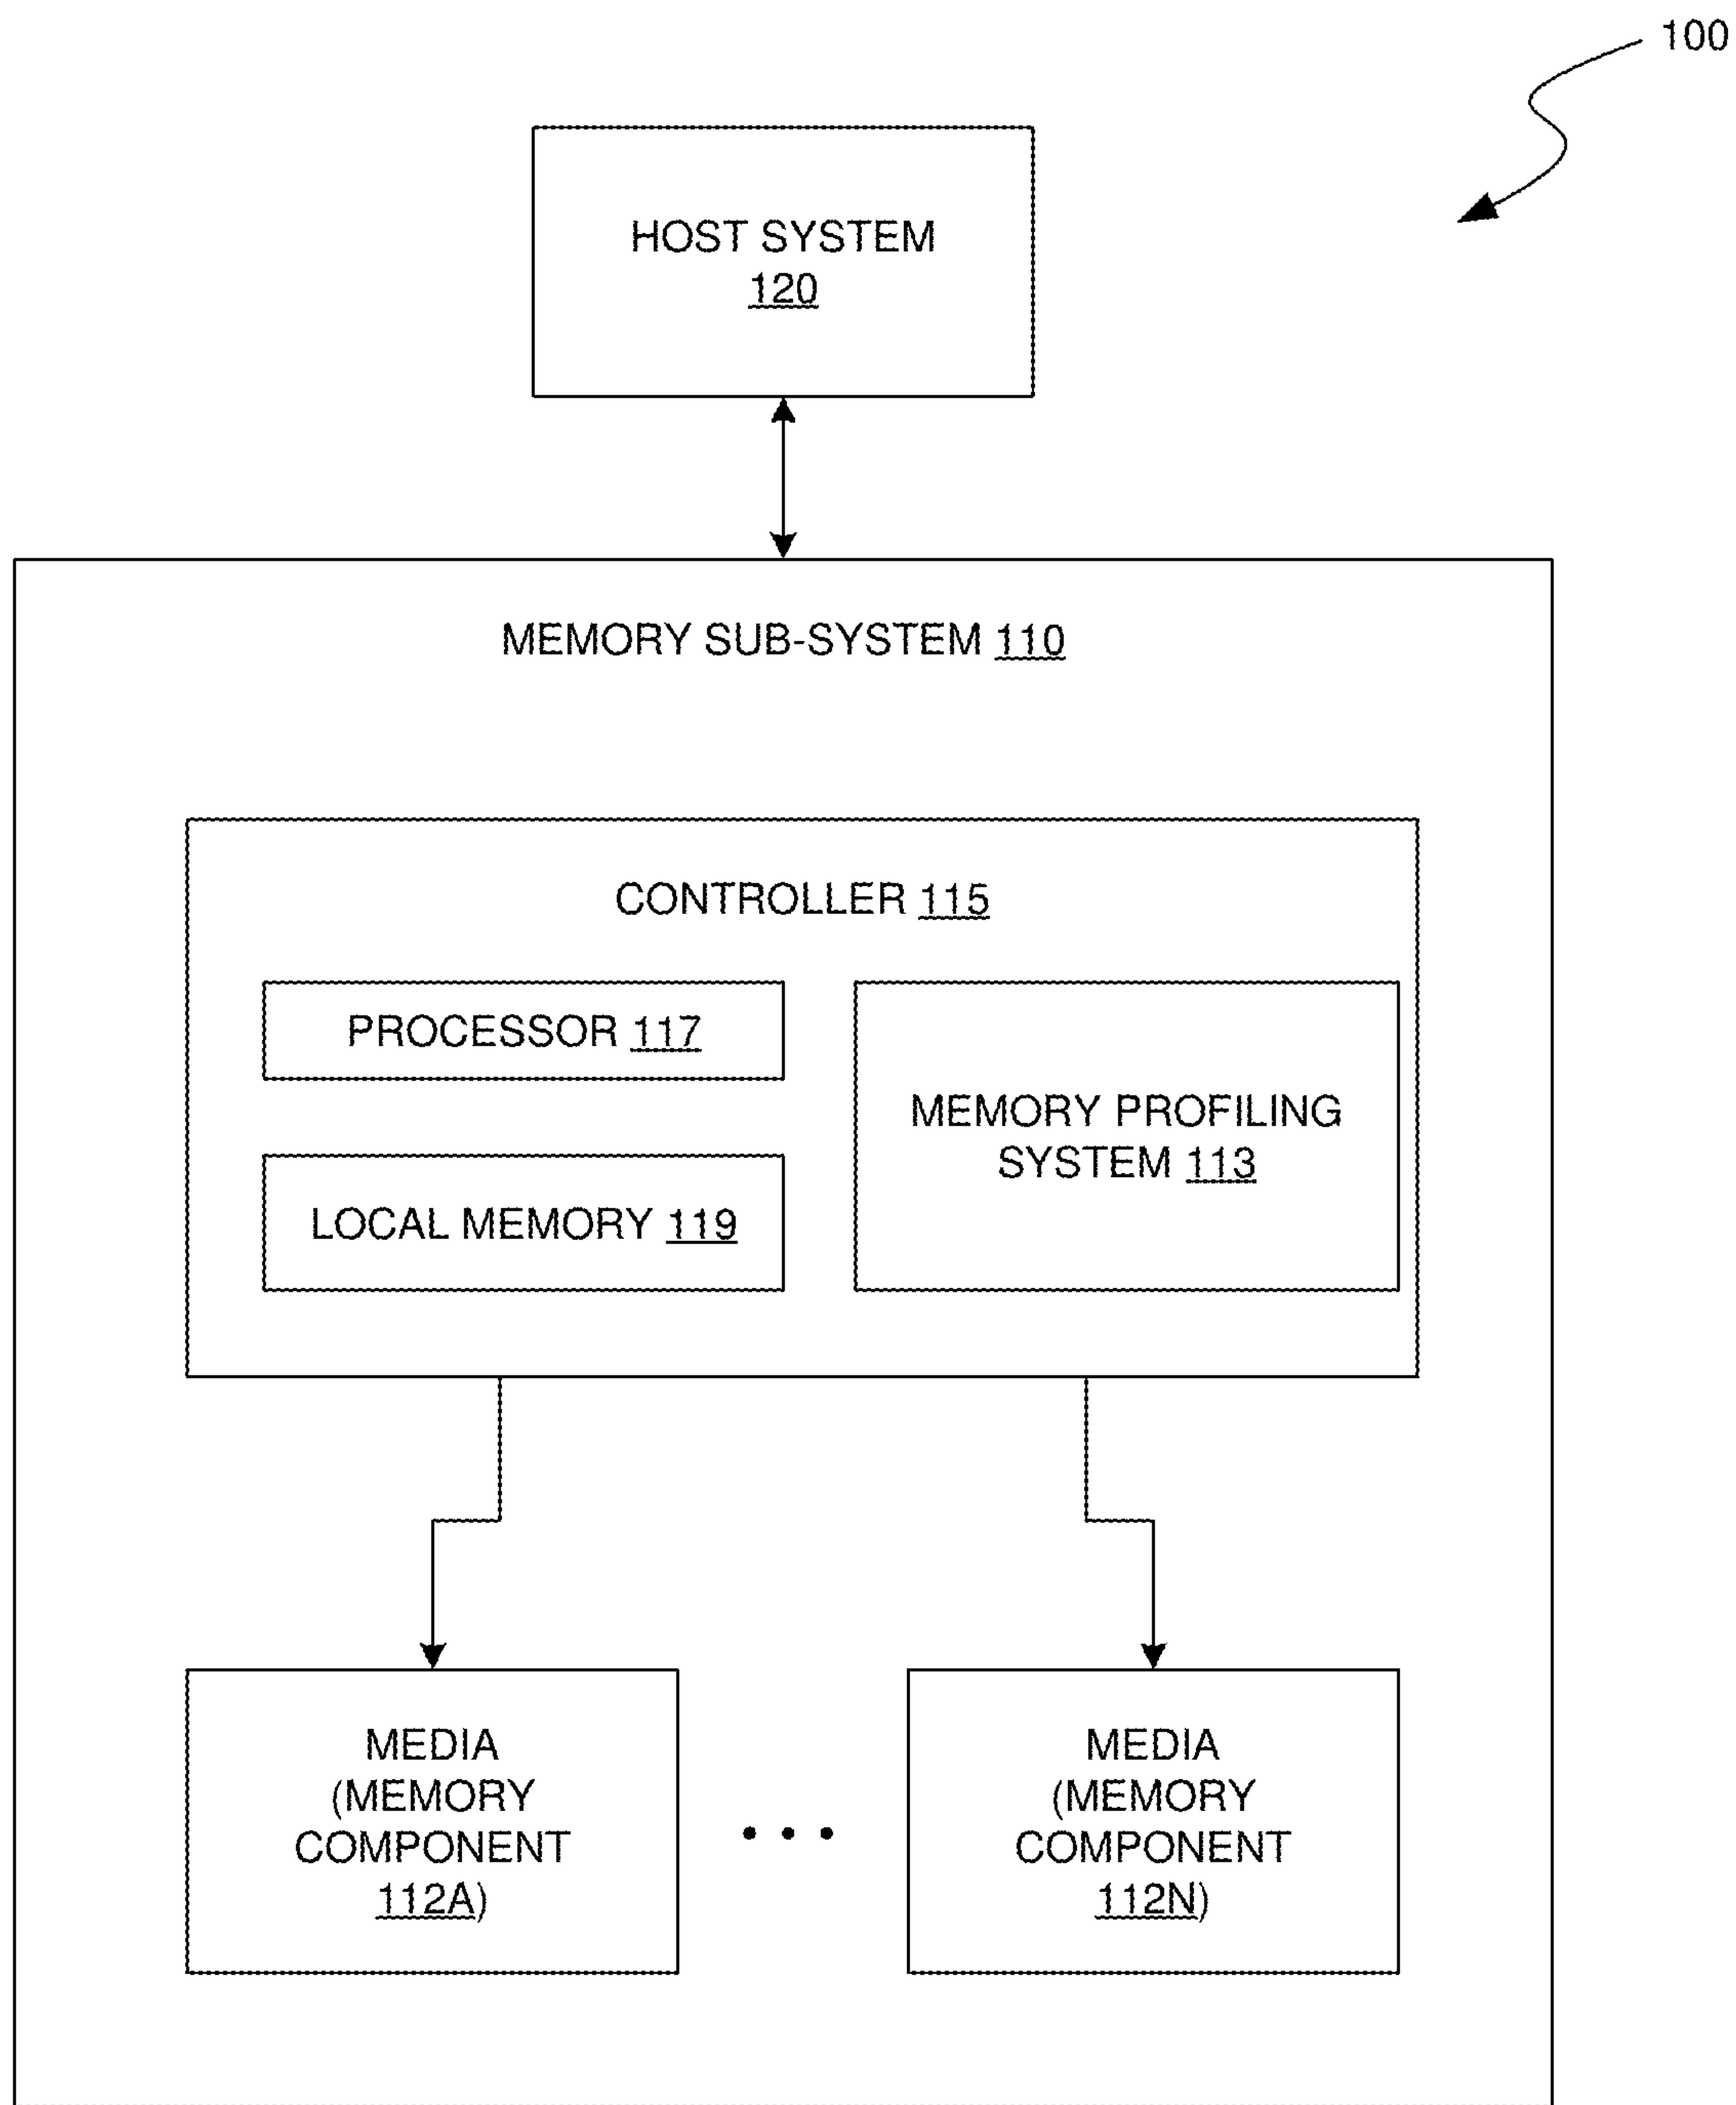 100
HOST SYSTEM
120
MEMORY SUB-SYSTEM 110
CONTROLLER 115
PROCESSOR 117
LOCAL MEMORY 119
MEMORY PROFILING
SYSTEM 113
MEDIA
(MEMORY
COMPONENT
112A)
• • •
MEDIA
(MEMORY
COMPONENT
112N)